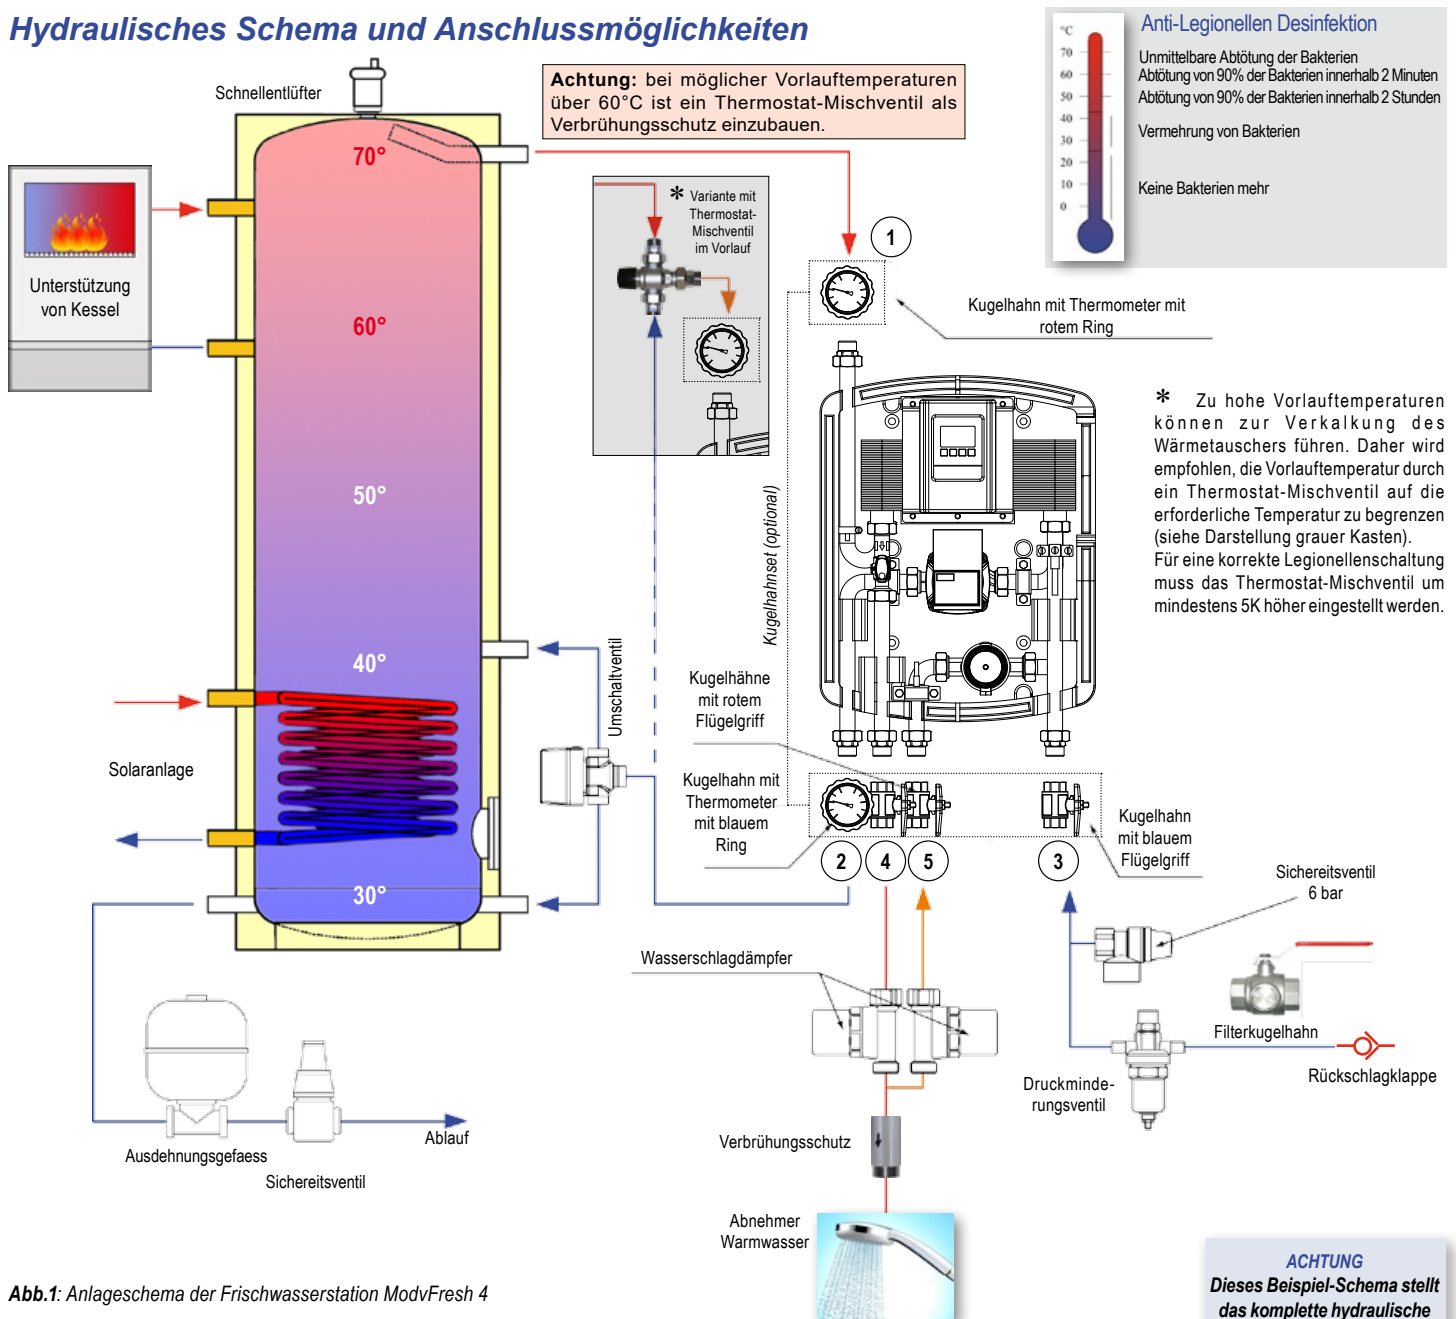 Hydraulisches Schema und Anschlussmöglichkeiten
Anti-Legionellen Desinfektion
°C
70
60
50
40
30
20
10
0
Unmittelbare Abtötung der Bakterien
Abtötung von 90% der Bakterien innerhalb 2 Minuten
Abtötung von 90% der Bakterien innerhalb 2 Stunden
Vermehrung von Bakterien
Keine Bakterien mehr
Schnellentlüfter
Achtung: bei möglicher Vorlauftemperaturen
über 60°C ist ein Thermostat-Mischventil als
Verbrühungsschutz einzubauen.
70°
60°
50°
40°
30°
Unterstützung
von Kessel
* Variante mit
Thermostat-
Mischventil
im Vorlauf
1
Kugelhahn mit Thermometer mit
rotem Ring
* Zu hohe Vorlauftemperaturen
können zur Verkalkung des
Wärmetauschers führen. Daher wird
empfohlen, die Vorlauftemperatur durch
ein Thermostat-Mischventil auf die
erforderliche Temperatur zu begrenzen
(siehe Darstellung grauer Kasten).
Für eine korrekte Legionellenschaltung
muss das Thermostat-Mischventil um
mindestens 5K höher eingestellt werden.
Kugelhahnset (optional)
Umschaltventil
Kugelhähne
mit rotem
Flügelgriff
Solaranlage
Kugelhahn mit
Thermometer
mit blauem
Ring
Kugelhahn
mit blauem
Flügelgriff
2
4
5
3
Sichereitsventil
6 bar
Wasserschlagdämpfer
Filterkugelhahn
Rückschlagklappe
Druckminde-
rungsventil
Ablauf
Ausdehnungsgefaess
Sichereitsventil
Verbrühungsschutz
Abnehmer
Warmwasser
Abb.1: Anlageschema der Frischwasserstation ModvFresh 4
ACHTUNG
Dieses Beispiel-Schema stellt
das komplette hydraulische